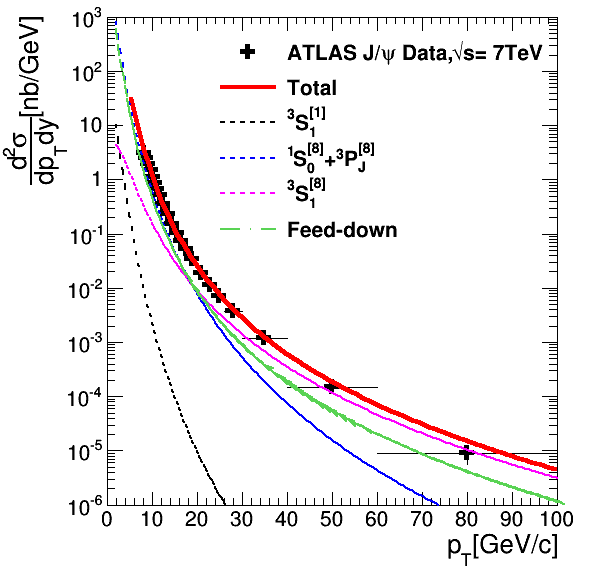 ATLAS J/ψ Data,√s= 7TeV
Total
³S₁[1]
¹S₀[8]+³P_J[8]
³S₁[8]
Feed-down
d²σ/dp_Tdy[nb/GeV]
10³
10²
10
1
10⁻¹
10⁻²
10⁻³
10⁻⁴
10⁻⁵
10⁻⁶
0 10 20 30 40 50 60 70 80 90 100
p_T[GeV/c]